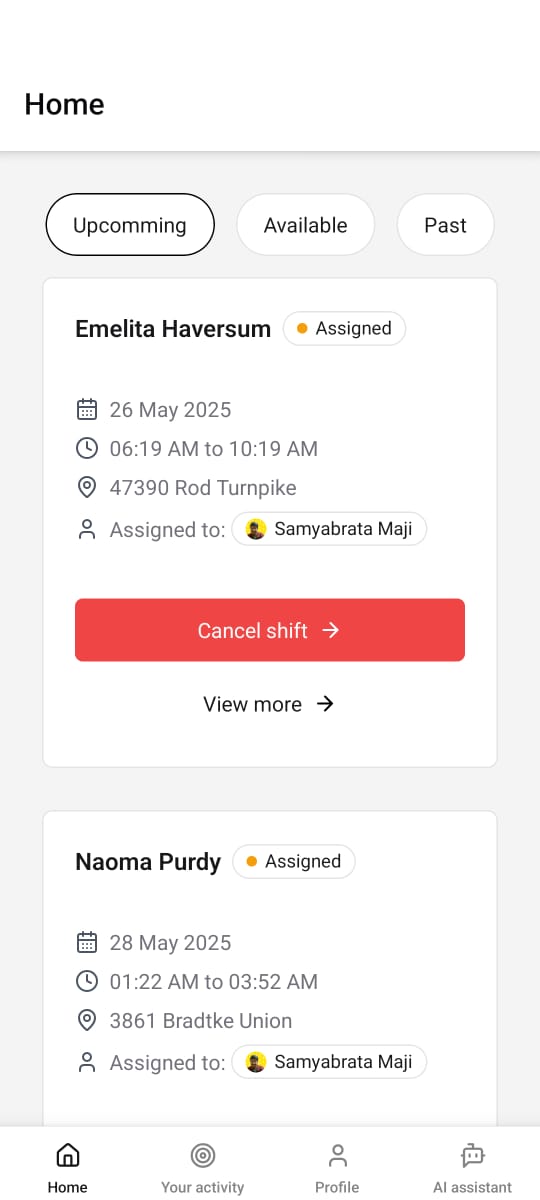 Home
Upcomming Available Past
Emelita Haversum Assigned
26 May 2025
06:19 AM to 10:19 AM
47390 Rod Turnpike
Assigned to: Samyabrata Maji
Cancel shift →
View more →
Naoma Purdy Assigned
28 May 2025
01:22 AM to 03:52 AM
3861 Bradtke Union
Assigned to: Samyabrata Maji
Home Your activity Profile AI assistant